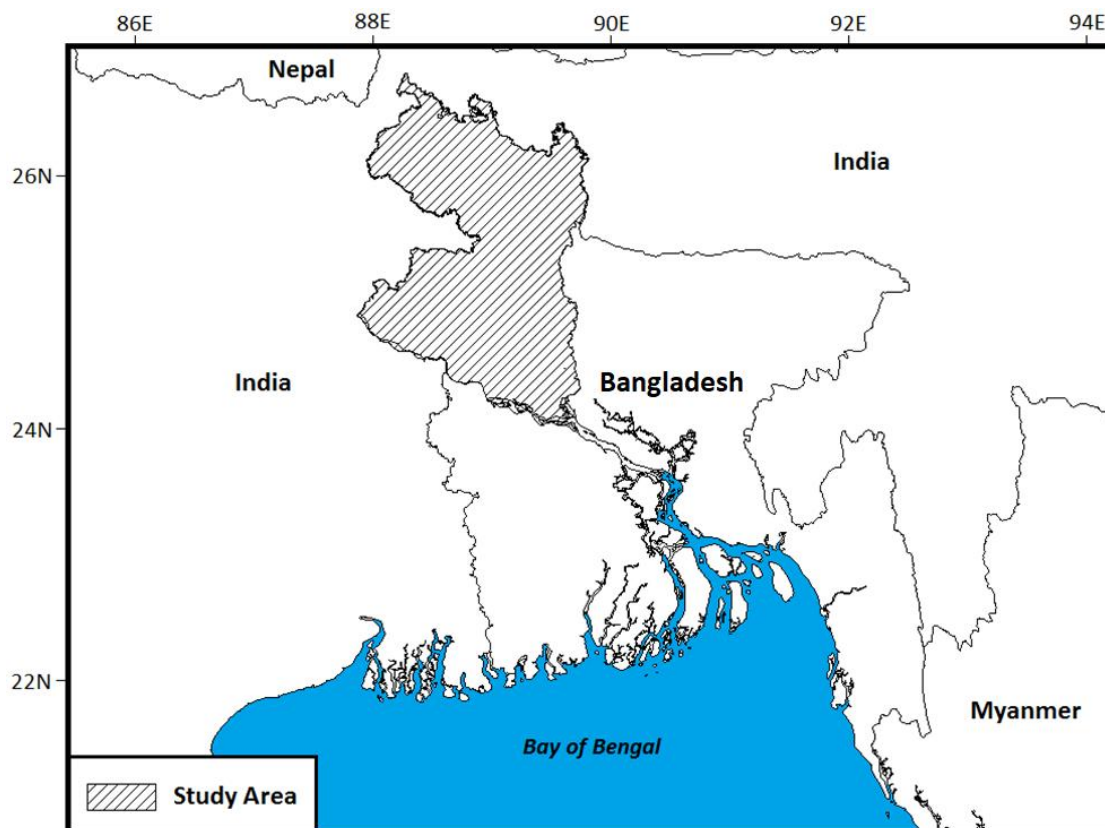 86E
88E
90E
92E
94E
Nepal
India
26N
India
Bangladesh
24N
22N
Myanmer
Bay of Bengal
Study Area